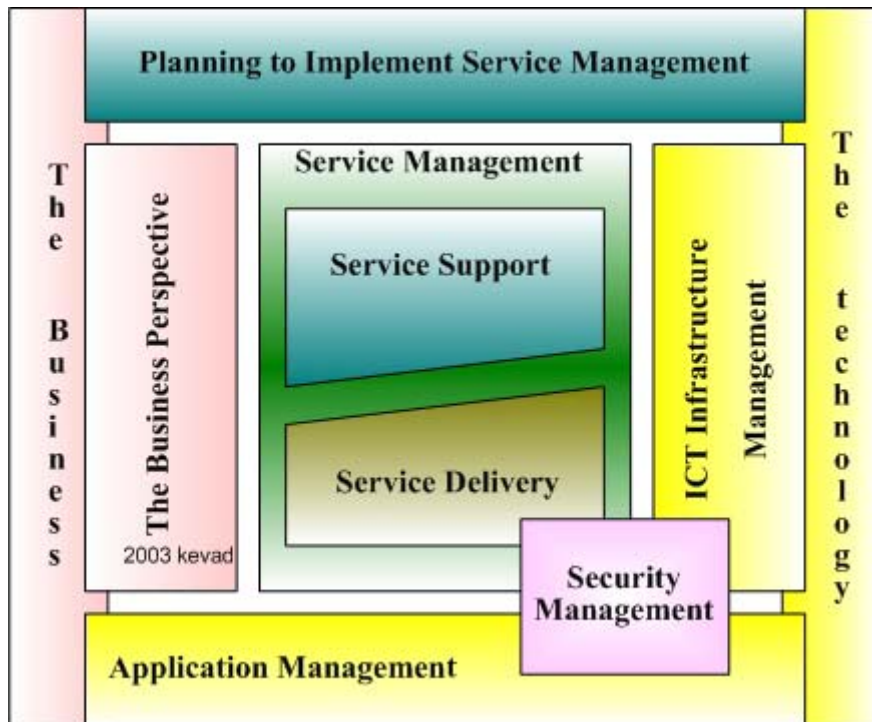 Planning to Implement Service Management
The Business
The Business Perspective
2003 kevad
Service Management
Service Support
Service Delivery
ICT Infrastructure
Management
The technology
Security
Management
Application Management